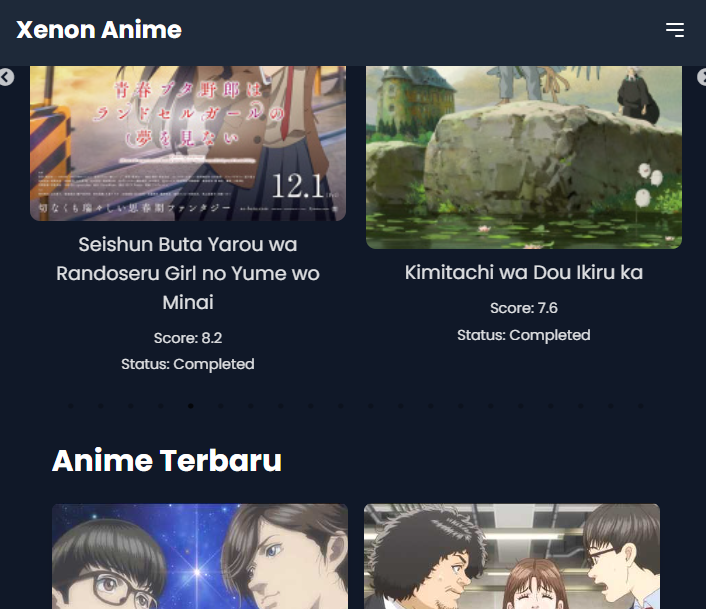 Xenon Anime
青春ブタ野郎は
ランドセルガールの
夢を見ない
12.1
切なくも瑞々しい思春期ファンタジー
Seishun Buta Yarou wa
Randoseru Girl no Yume wo
Minai
Score: 8.2
Status: Completed
Kimitachi wa Dou Ikiru ka
Score: 7.6
Status: Completed
Anime Terbaru